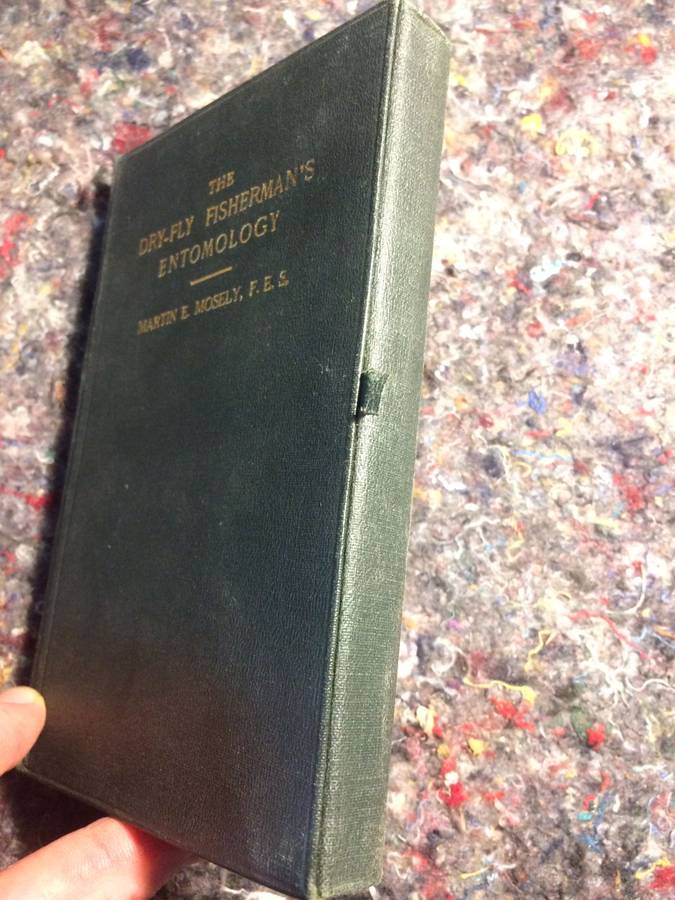 THE
DRY-FLY FISHERMAN'S
ENTOMOLOGY
MARTIN E. MOSELY, F. E. S.